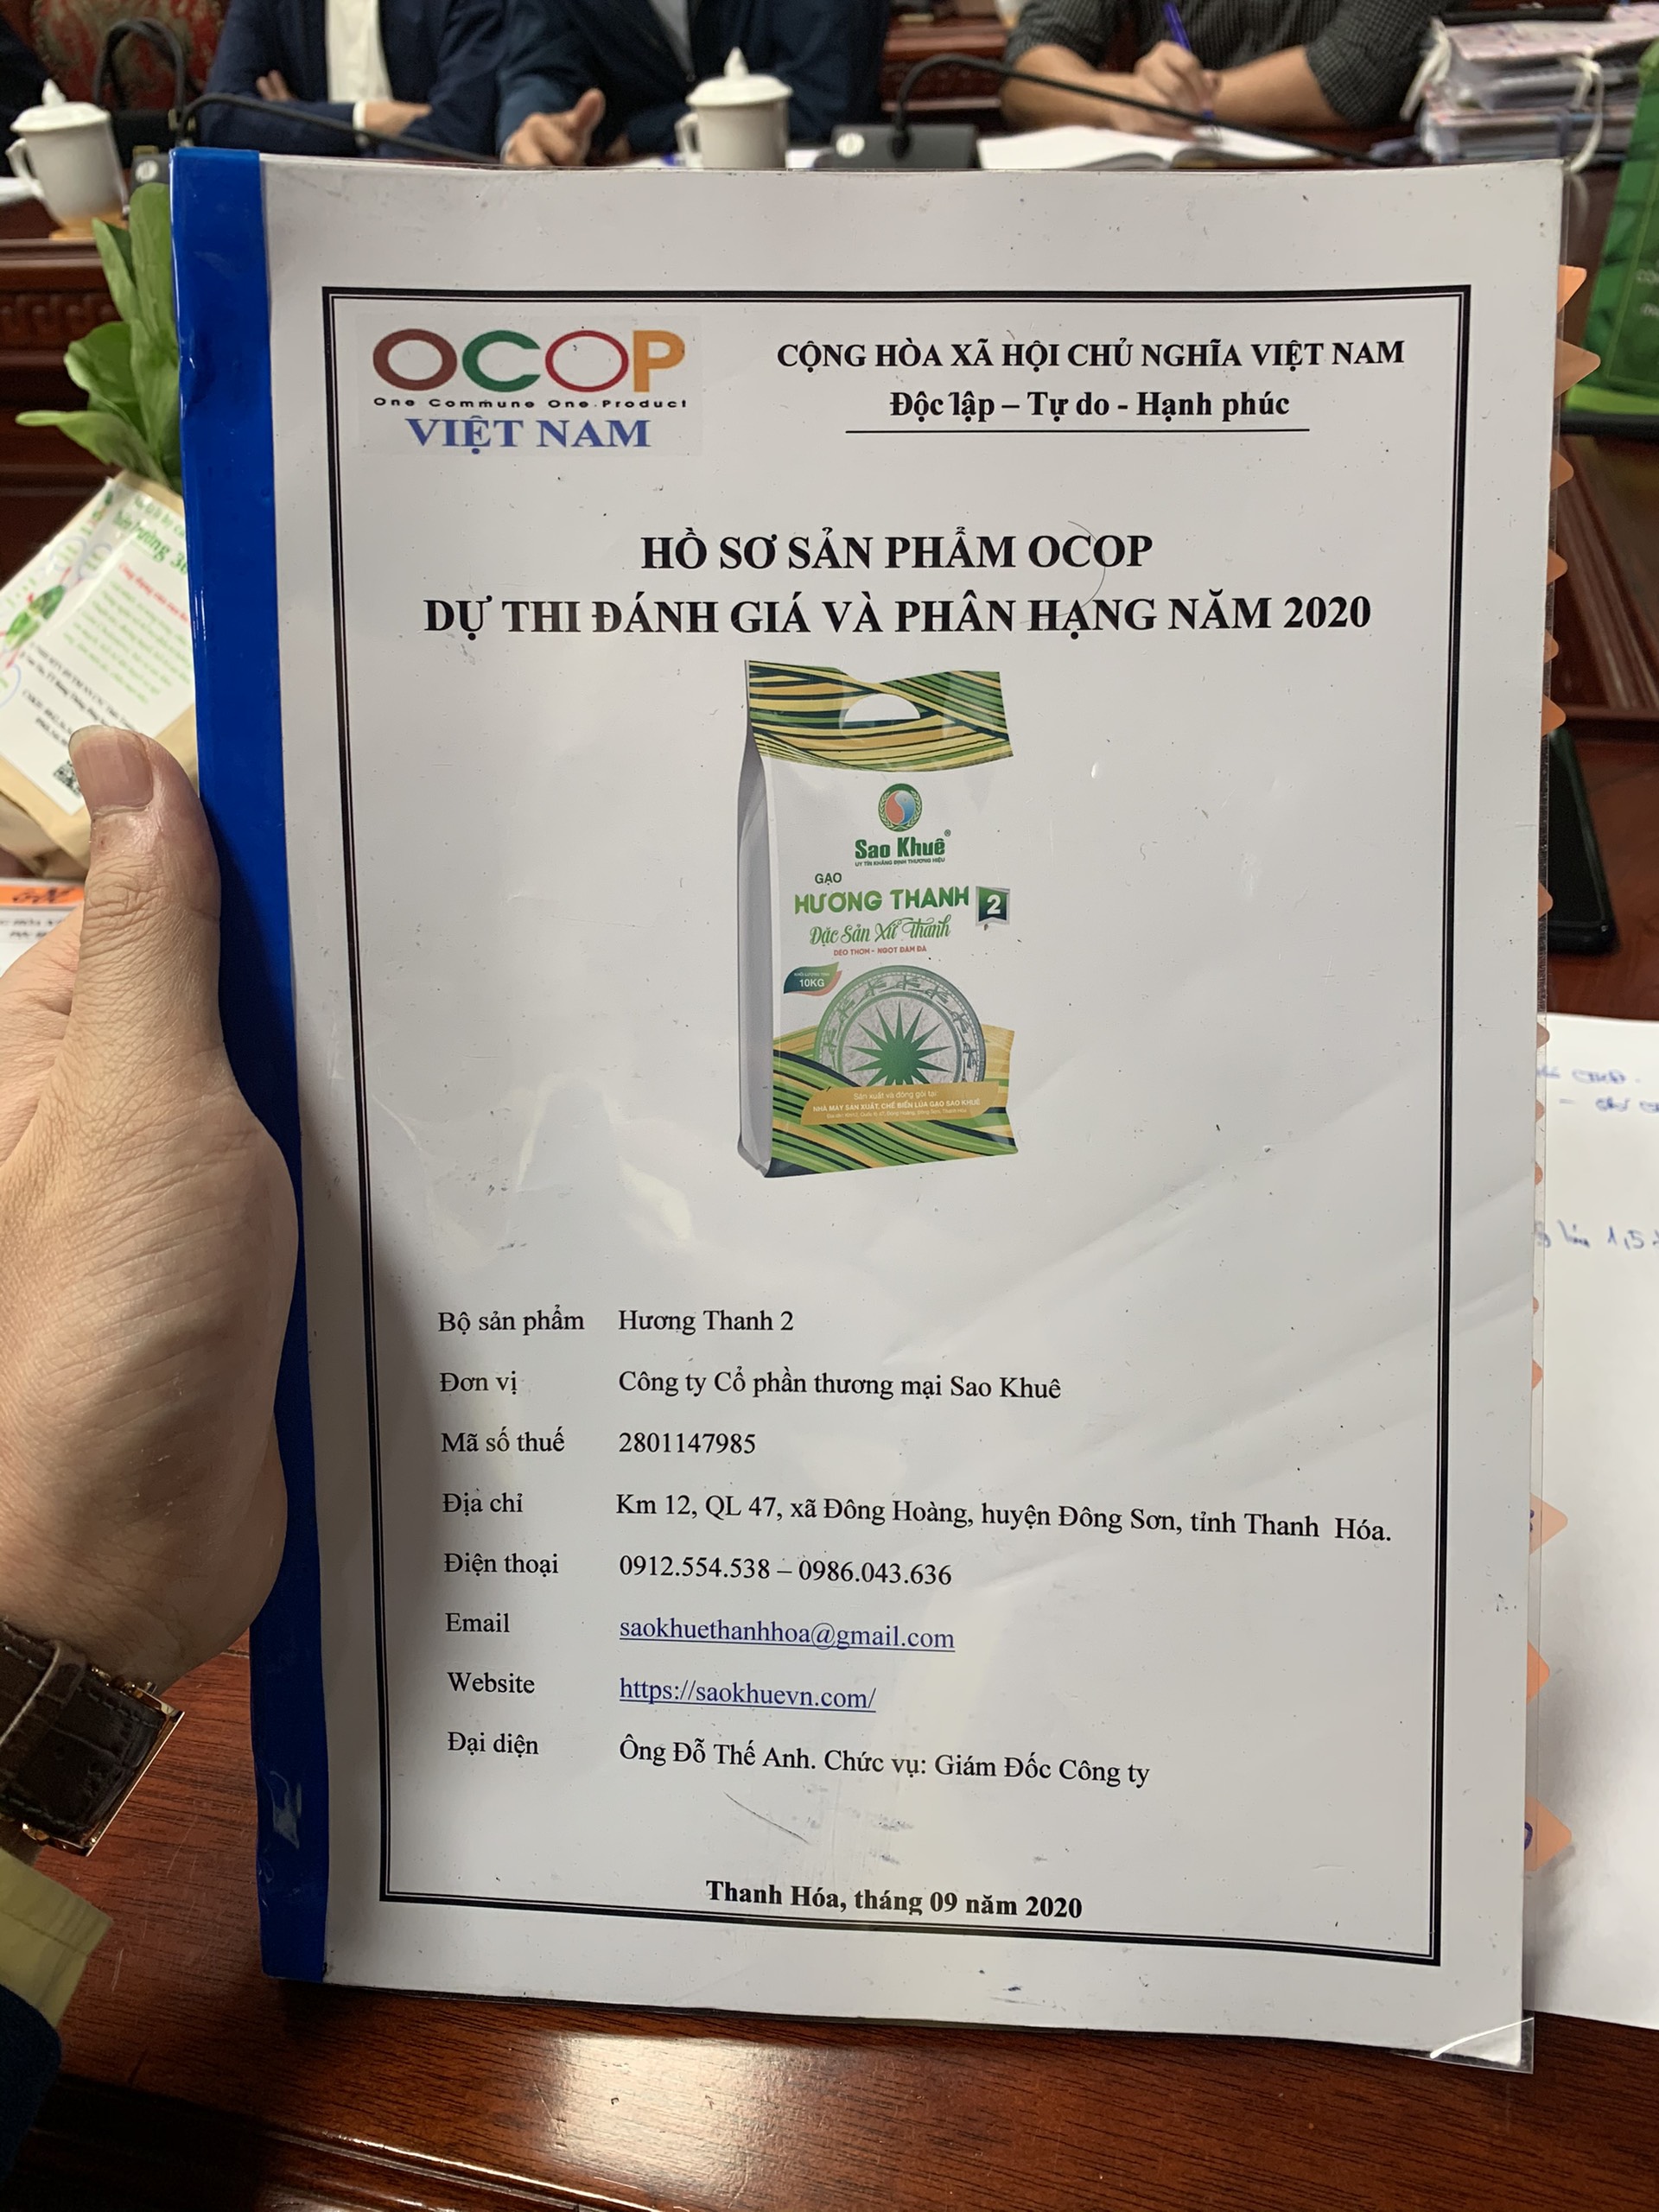 OCOP
One Commune One Product
VIỆT NAM
CỘNG HÒA XÃ HỘI CHỦ NGHĨA VIỆT NAM
Độc lập – Tự do - Hạnh phúc
HỒ SƠ SẢN PHẨM OCOP
DỰ THI ĐÁNH GIÁ VÀ PHÂN HẠNG NĂM 2020
Sao Khuê®
UY TÍN KHẲNG ĐỊNH THƯƠNG HIỆU
GẠO
HƯƠNG THANH 2
Đặc Sản Xứ Thanh
DẺO THƠM - NGỌT ĐẬM ĐÀ
10KG
Sản xuất và đóng gói tại
NHÀ MÁY SẢN XUẤT, CHẾ BIẾN LÚA GẠO SAO KHUÊ
Bộ sản phẩm Hương Thanh 2
Đơn vị Công ty Cổ phần thương mại Sao Khuê
Mã số thuế 2801147985
Địa chỉ Km 12, QL 47, xã Đông Hoàng, huyện Đông Sơn, tỉnh Thanh Hóa.
Điện thoại 0912.554.538 – 0986.043.636
Email saokhuethanhhoa@gmail.com
Website https://saokhuevn.com/
Đại diện Ông Đỗ Thế Anh. Chức vụ: Giám Đốc Công ty
Thanh Hóa, tháng 09 năm 2020
1,5